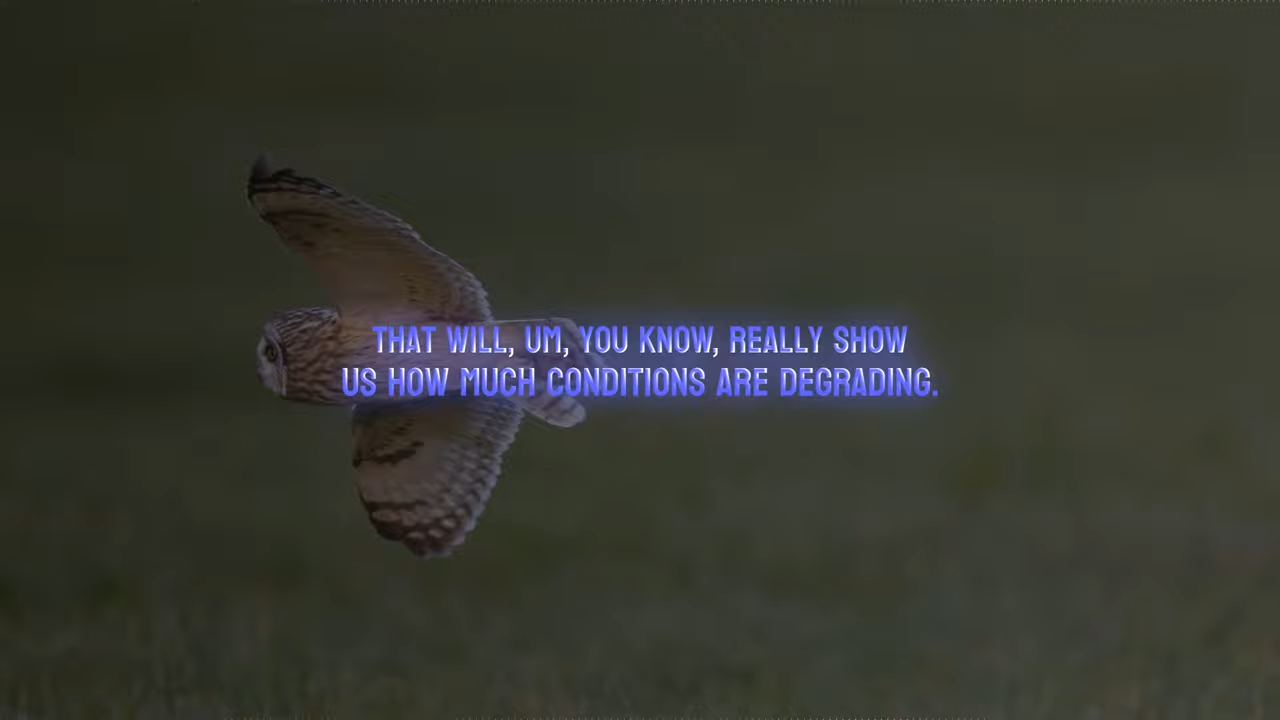 THAT WILL, UM, YOU KNOW, REALLY SHOW
US HOW MUCH CONDITIONS ARE DEGRADING.